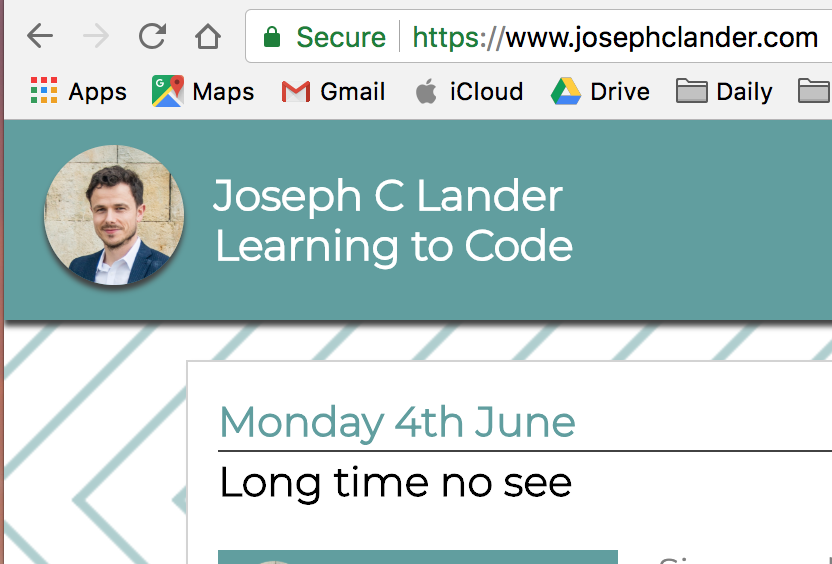 Secure https://www.josephclander.com
Apps Maps Gmail iCloud Drive Daily
Joseph C Lander
Learning to Code
Monday 4th June
Long time no see